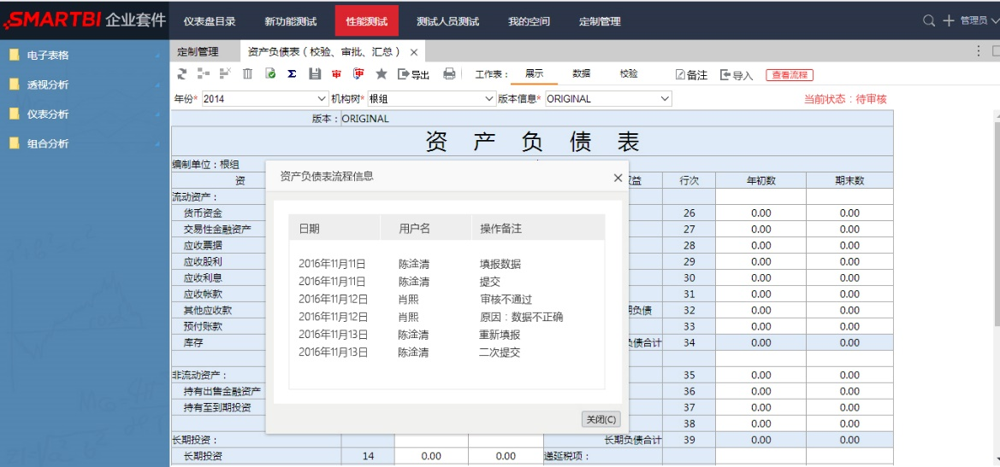 SMARTBI 企业套件 仪表盘目录 新功能测试 性能测试 测试人员测试 我的空间 定制管理 管理员
电子表格
透视分析
仪表分析
组合分析
定制管理 资产负债表（校验、审批、汇总） ×
Σ 审 审 导出 工作表： 展示 数据 校验 备注 导入 查看流程
年份* 2014 机构树* 根组 版本信息* ORIGINAL 当前状态：待审核
版本： ORIGINAL
资 产 负 债 表
编制单位：根组
资 权益 行次 年初数 期末数
流动资产：
货币资金 26 0.00 0.00
交易性金融资产 27 0.00 0.00
应收票据 28 0.00 0.00
应收股利 29 0.00 0.00
应收利息 30 0.00 0.00
应收帐款 31 0.00 0.00
其他应收款 期负债 32 0.00 0.00
预付账款 33 0.00 0.00
库存 负债合计 34 0.00 0.00
非流动资产： 35 0.00 0.00
持有出售金融资产 36 0.00 0.00
持有至到期投资 37 0.00 0.00
38 0.00 0.00
长期投资： 长期负债合计 39 0.00 0.00
长期投资 14 0.00 0.00 递延税项：
资产负债表流程信息 ×
日期 用户名 操作备注
2016年11月11日 陈淦清 填报数据
2016年11月11日 陈淦清 提交
2016年11月12日 肖熙 审核不通过
2016年11月12日 肖熙 原因：数据不正确
2016年11月13日 陈淦清 重新填报
2016年11月13日 陈淦清 二次提交
关闭(C)